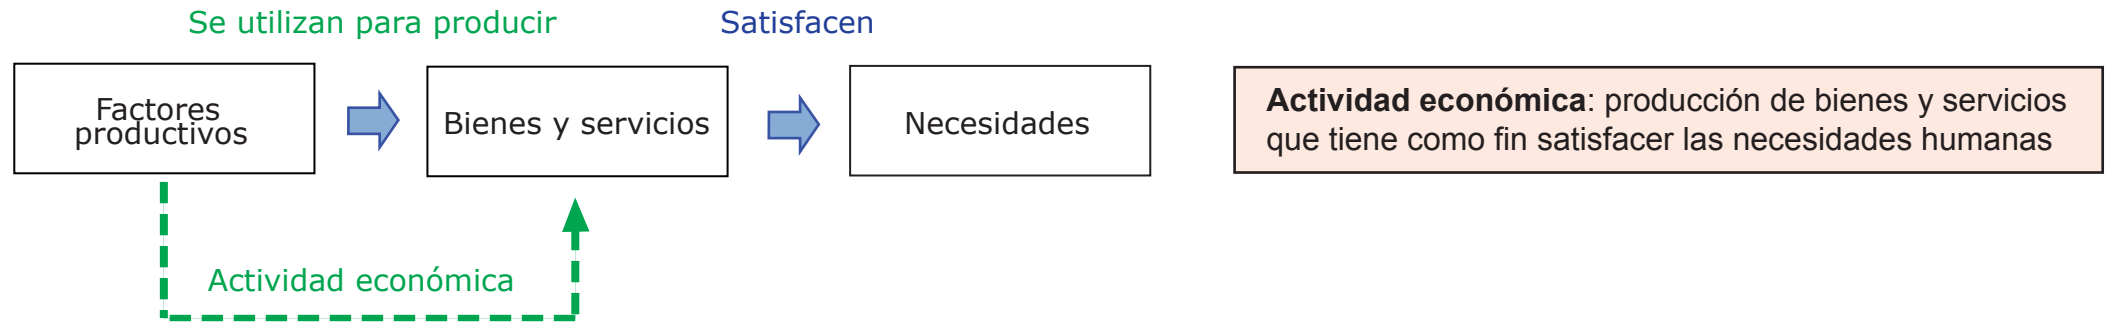 Se utilizan para producir
Satisfacen
Factores
productivos
Bienes y servicios
Necesidades
Actividad económica: producción de bienes y servicios
que tiene como fin satisfacer las necesidades humanas
Actividad económica